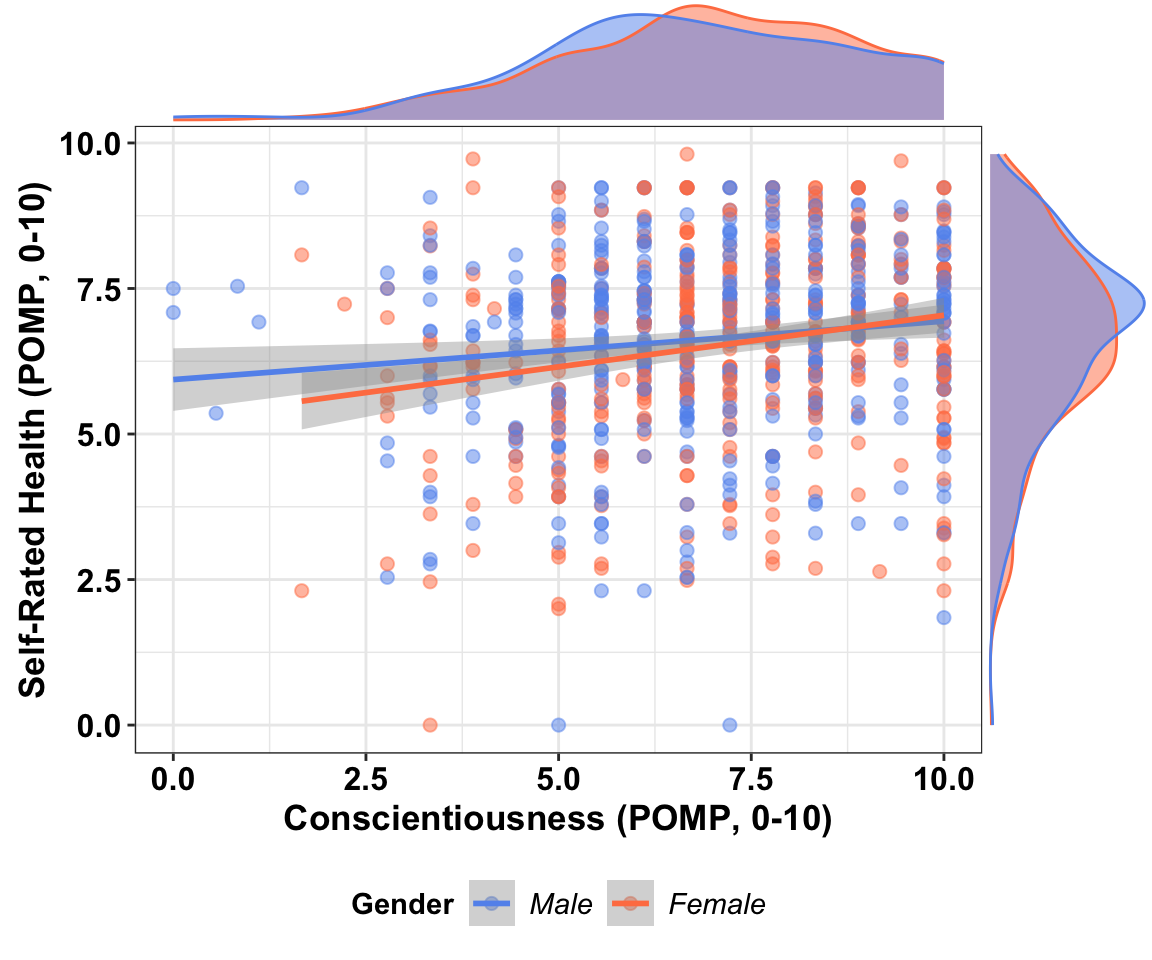 10.0
7.5
5.0
2.5
0.0
Self-Rated Health (POMP, 0-10)
0.0 2.5 5.0 7.5 10.0
Conscientiousness (POMP, 0-10)
Gender Male Female